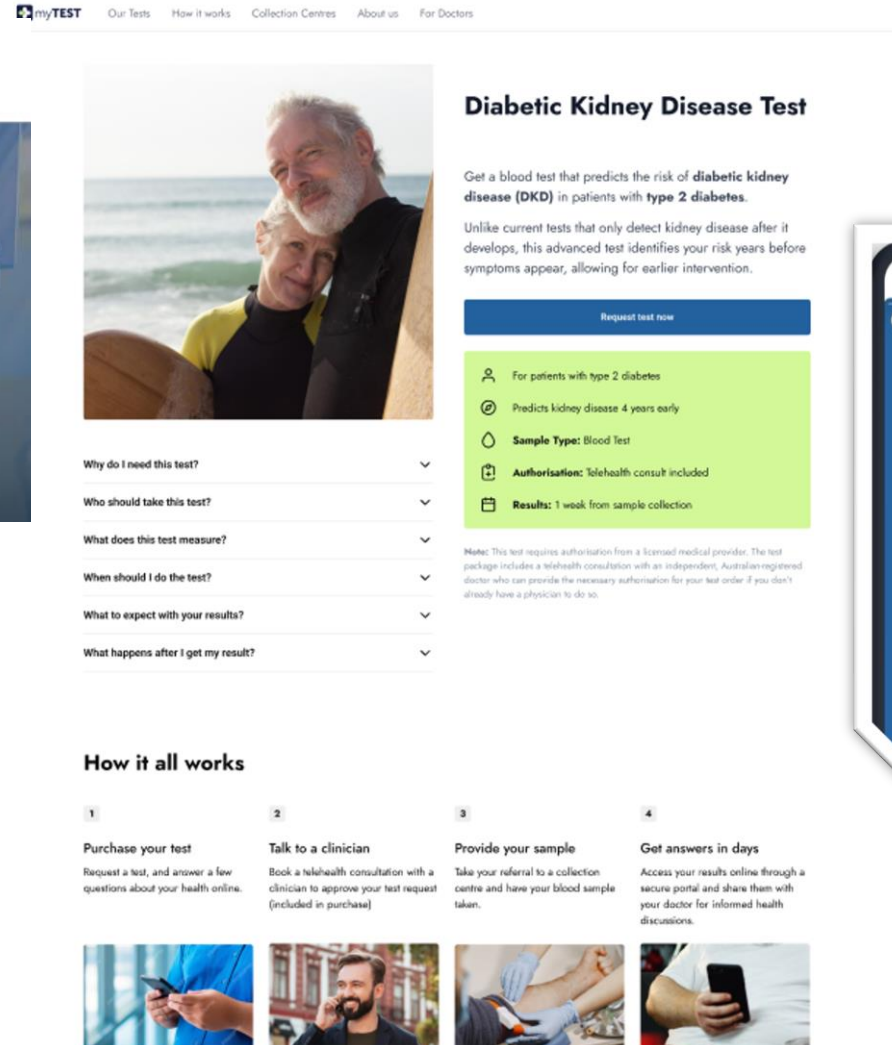 myTEST
Our Tests How it works Collection Centres About us For Doctors
Diabetic Kidney Disease Test
Get a blood test that predicts the risk of diabetic kidney
disease (DKD) in patients with type 2 diabetes.
Unlike current tests that only detect kidney disease after it
develops, this advanced test identifies your risk years before
symptoms appear, allowing for earlier intervention.
Request test now
For patients with type 2 diabetes
Predicts kidney disease 4 years early
Sample Type: Blood Test
Authorisation: Telehealth consult included
Results: 1 week from sample collection
Note: This test requires authorisation from a licensed medical provider. The test
package includes a telehealth consultation with an independent, Australian-registered
doctor who can provide the necessary authorisation for your test order if you don't
already have a physician to do so.
Why do I need this test?
Who should take this test?
What does this test measure?
When should I do the test?
What to expect with your results?
What happens after I get my result?
How it all works
1
Purchase your test
Request a test, and answer a few
questions about your health online.
2
Talk to a clinician
Book a telehealth consultation with a
clinician to approve your test request
(included in purchase)
3
Provide your sample
Take your referral to a collection
centre and have your blood sample
taken.
4
Get answers in days
Access your results online through a
secure portal and share them with
your doctor for informed health
discussions.